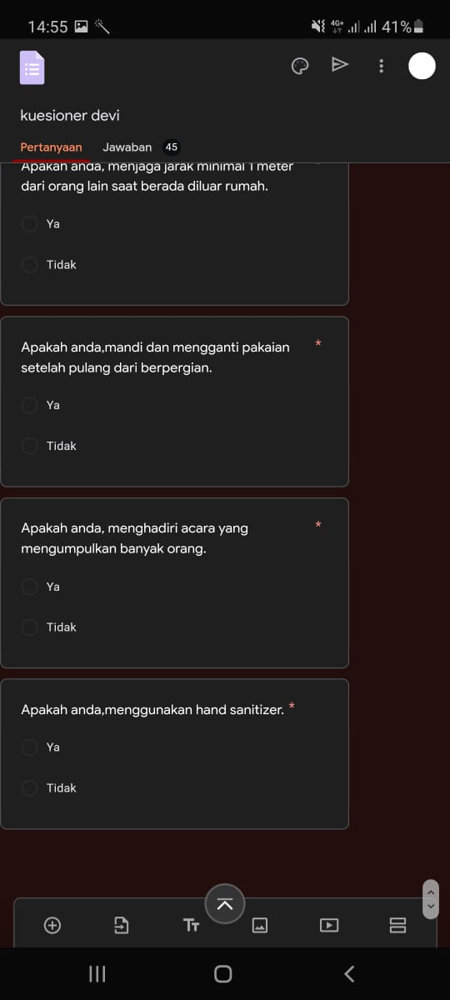 14:55 4G+ 41%
kuesioner devi
Pertanyaan Jawaban 45
Apakah anda, menjaga jarak minimal 1 meter
dari orang lain saat berada diluar rumah.
Ya
Tidak
Apakah anda,mandi dan mengganti pakaian *
setelah pulang dari berpergian.
Ya
Tidak
Apakah anda, menghadiri acara yang *
mengumpulkan banyak orang.
Ya
Tidak
Apakah anda,menggunakan hand sanitizer. *
Ya
Tidak
Tт